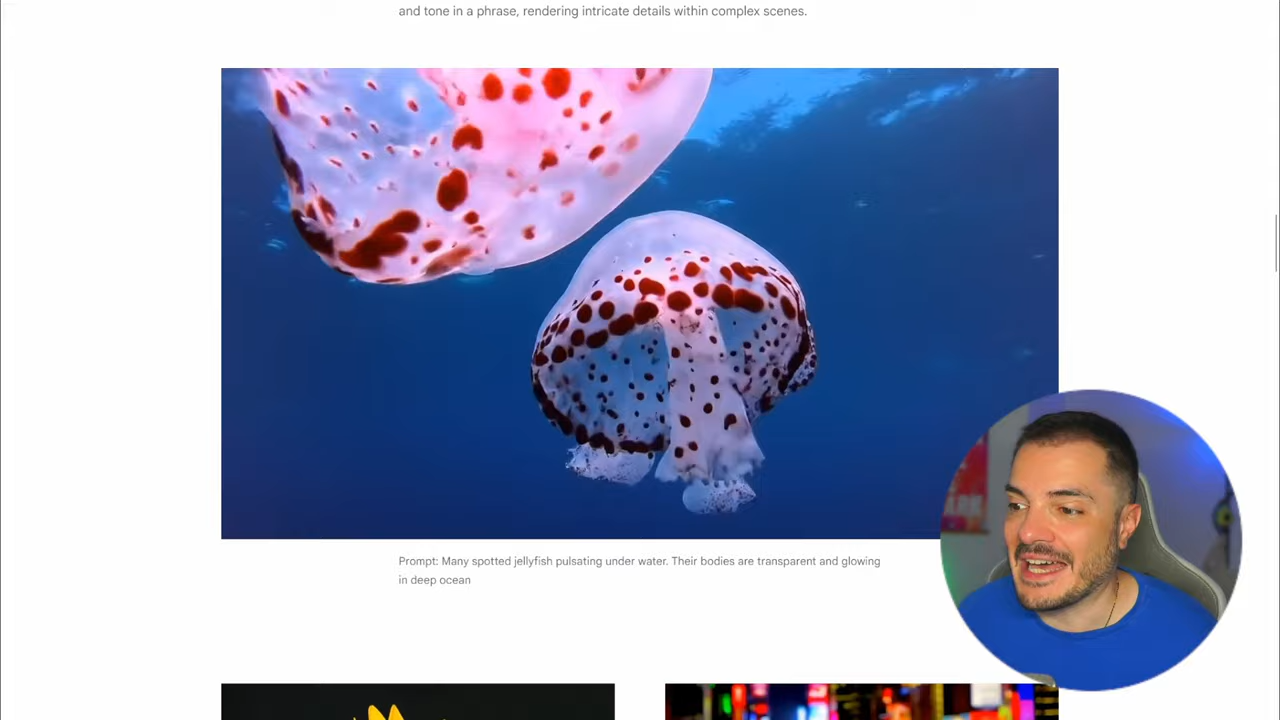 and tone in a phrase, rendering intricate details within complex scenes.
Prompt: Many spotted jellyfish pulsating under water. Their bodies are transparent and glowing
in deep ocean